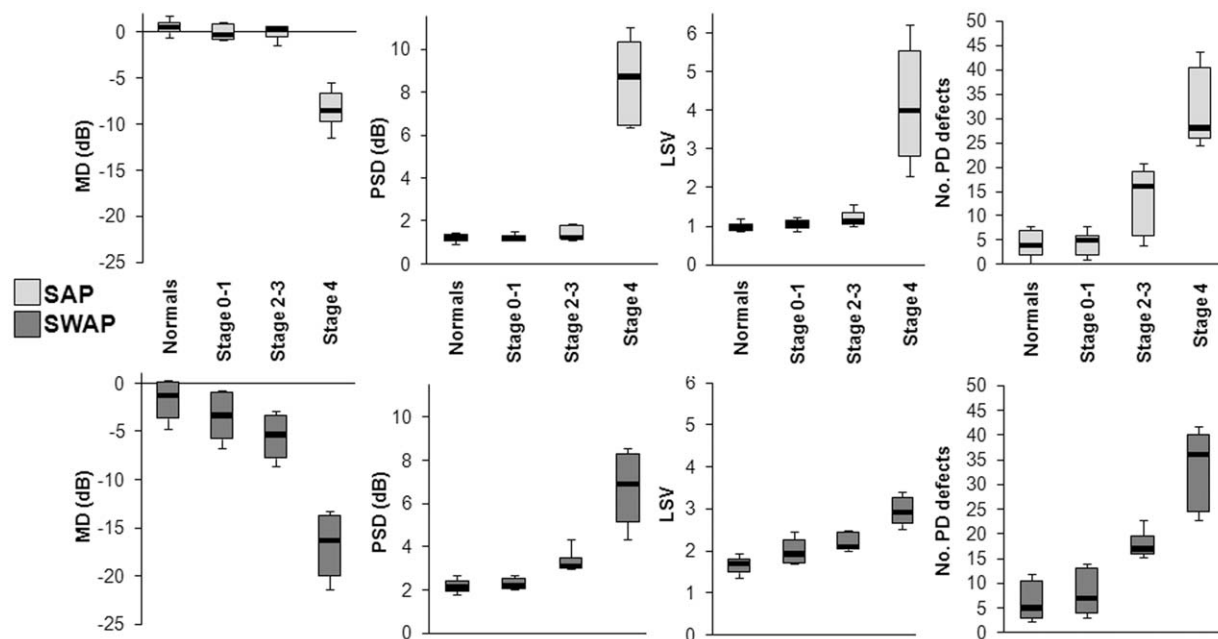 0
-5
-10
-15
-20
-25
MD (dB)
10
8
6
4
2
0
PSD (dB)
6
5
4
3
2
1
0
LSV
50
45
40
35
30
25
20
15
10
5
0
No. PD defects
SAP
SWAP
Normals
Stage 0-1
Stage 2-3
Stage 4
Normals
Stage 0-1
Stage 2-3
Stage 4
Normals
Stage 0-1
Stage 2-3
Stage 4
Normals
Stage 0-1
Stage 2-3
Stage 4
0
-5
-10
-15
-20
-25
MD (dB)
10
8
6
4
2
0
PSD (dB)
6
5
4
3
2
1
0
LSV
50
45
40
35
30
25
20
15
10
5
0
No. PD defects